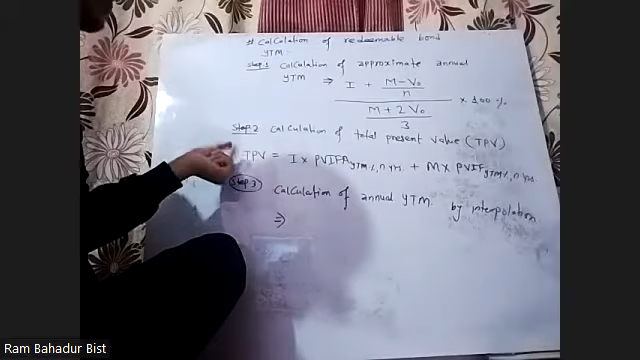 # Calculation of redeemable bond
YTM.
Step.1 Calculation of approximate annual
YTM ⇒ I + (M-V₀)/n / (M+2V₀)/3 × 100%
Step.2 Calculation of total present value (TPV)
TPV = I × PVIFA YTM%, n yrs. + M × PVIF YTM%, n yrs.
Step 3) Calculation of annual YTM. by interpolation
⇒
Ram Bahadur Bist